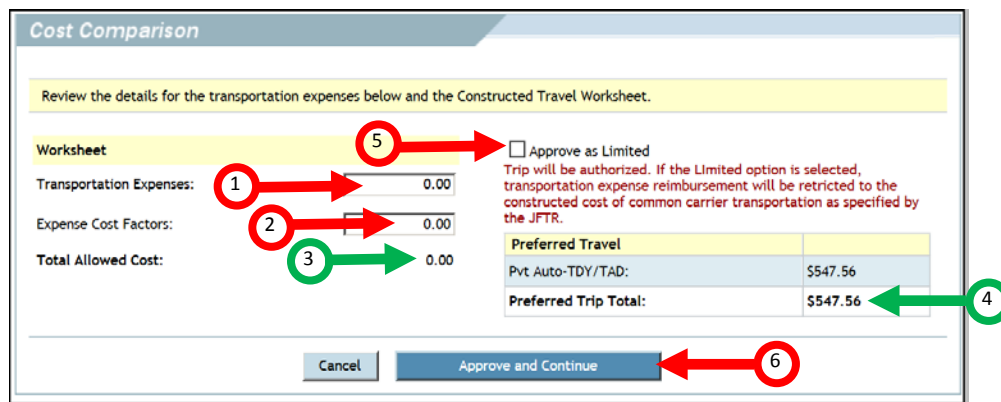 Cost Comparison
Review the details for the transportation expenses below and the Constructed Travel Worksheet.
Worksheet
5
Approve as Limited
Trip will be authorized. If the LImited option is selected,
transportation expense reimbursement will be retricted to the
constructed cost of common carrier transportation as specified by
the JFTR.
Transportation Expenses:
1
0.00
Expense Cost Factors:
2
0.00
Total Allowed Cost:
3
0.00
Preferred Travel
Pvt Auto-TDY/TAD: $547.56
Preferred Trip Total: $547.56
4
Cancel
Approve and Continue
6